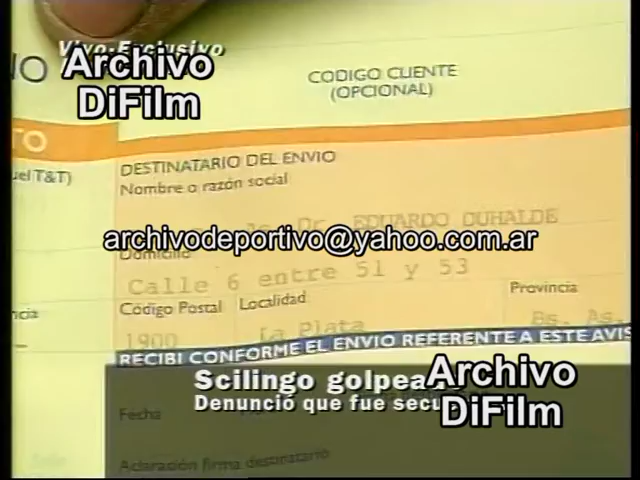 Vivo-Exclusivo
Archivo
DiFilm
CODIGO CLIENTE
(OPCIONAL)
TO
DESTINATARIO DEL ENVIO
uel T&T)
Nombre o razón social
Dr. EDUARDO DUHALDE
archivodeportivo@yahoo.com.ar
Domicilio
Calle 6 entre 51 y 53
Provincia
ncia
Código Postal
Localidad
1900
La Plata
Bs. As.
RECIBI CONFORME EL ENVIO REFERENTE A ESTE AVIS
Scilingo golpea
Archivo
DiFilm
Denunció que fue secu
Fecha
Aclaración firma destinatario